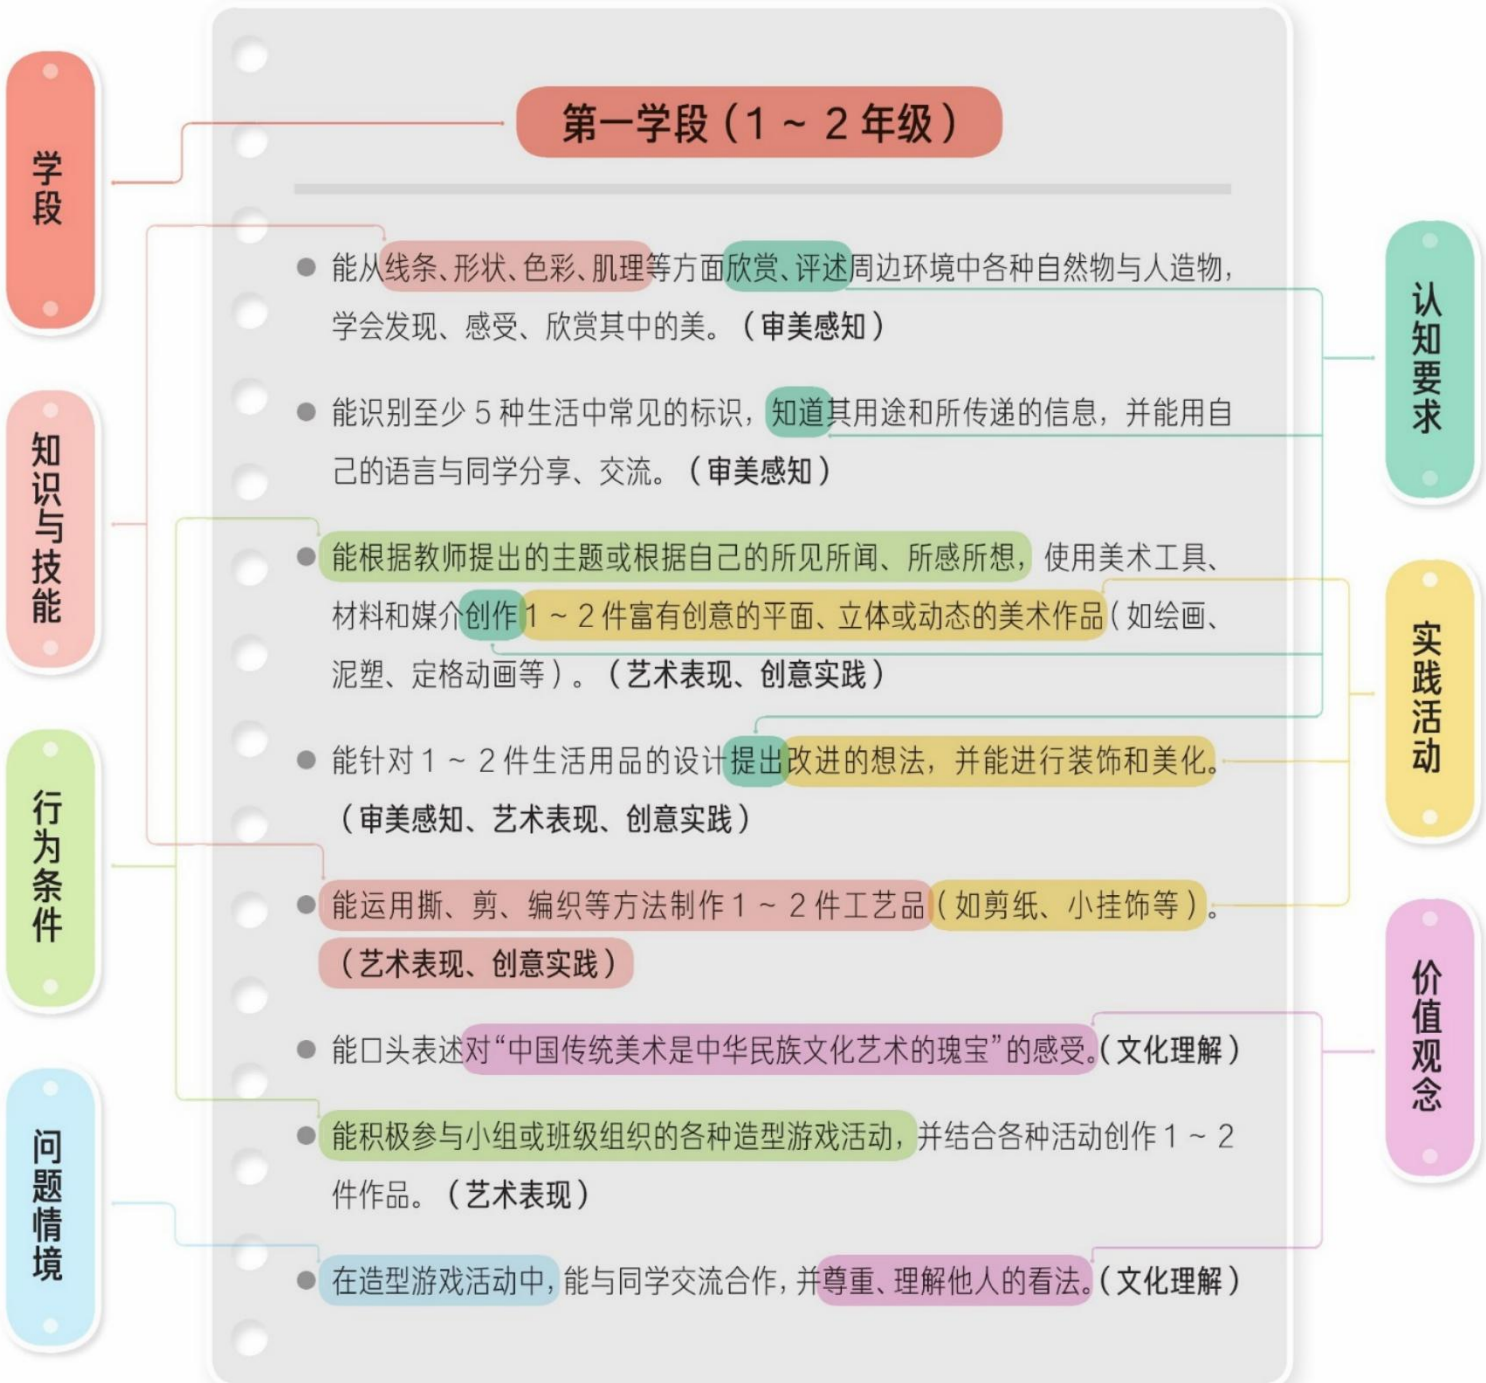 学段
知识与技能
行为条件
问题情境
第一学段（1～2年级）
能从线条、形状、色彩、肌理等方面欣赏、评述周边环境中各种自然物与人造物，
学会发现、感受、欣赏其中的美。（审美感知）
能识别至少5种生活中常见的标识，知道其用途和所传递的信息，并能用自
己的语言与同学分享、交流。（审美感知）
能根据教师提出的主题或根据自己的所见所闻、所感所想，使用美术工具、
材料和媒介创作1～2件富有创意的平面、立体或动态的美术作品（如绘画、
泥塑、定格动画等）。（艺术表现、创意实践）
能针对1～2件生活用品的设计提出改进的想法，并能进行装饰和美化。
（审美感知、艺术表现、创意实践）
能运用撕、剪、编织等方法制作1～2件工艺品（如剪纸、小挂饰等）。
（艺术表现、创意实践）
能口头表述对“中国传统美术是中华民族文化艺术的瑰宝”的感受。（文化理解）
能积极参与小组或班级组织的各种造型游戏活动，并结合各种活动创作1～2
件作品。（艺术表现）
在造型游戏活动中，能与同学交流合作，并尊重、理解他人的看法。（文化理解）
认知要求
实践活动
价值观念